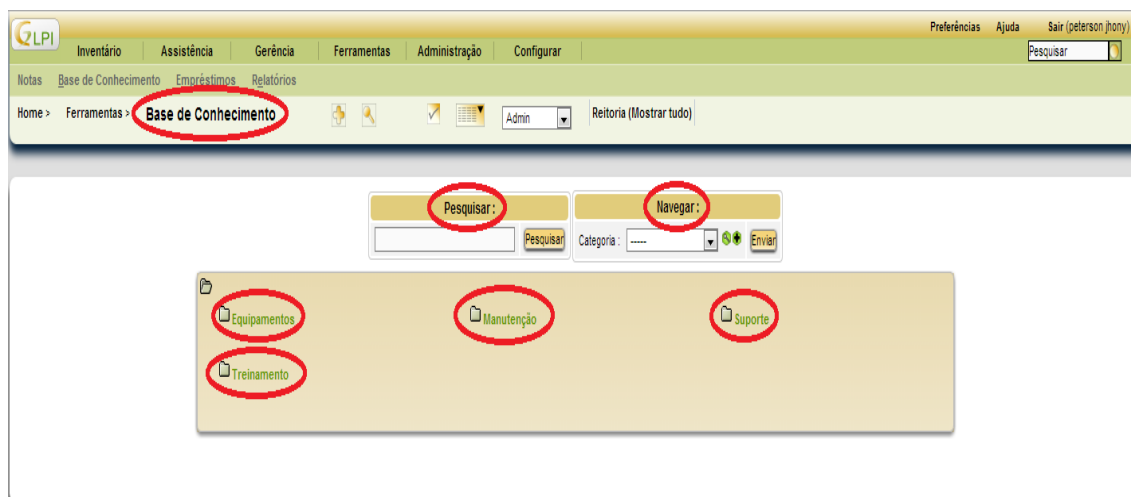 Preferências Ajuda Sair (peterson jhony)
GLPI
Inventário Assistência Gerência Ferramentas Administração Configurar Pesquisar
Notas Base de Conhecimento Empréstimos Relatórios
Home > Ferramentas > Base de Conhecimento Admin Reitoria (Mostrar tudo)
Pesquisar : Navegar :
Pesquisar Categoria : ----- Enviar
Equipamentos Manutenção Suporte
Treinamento